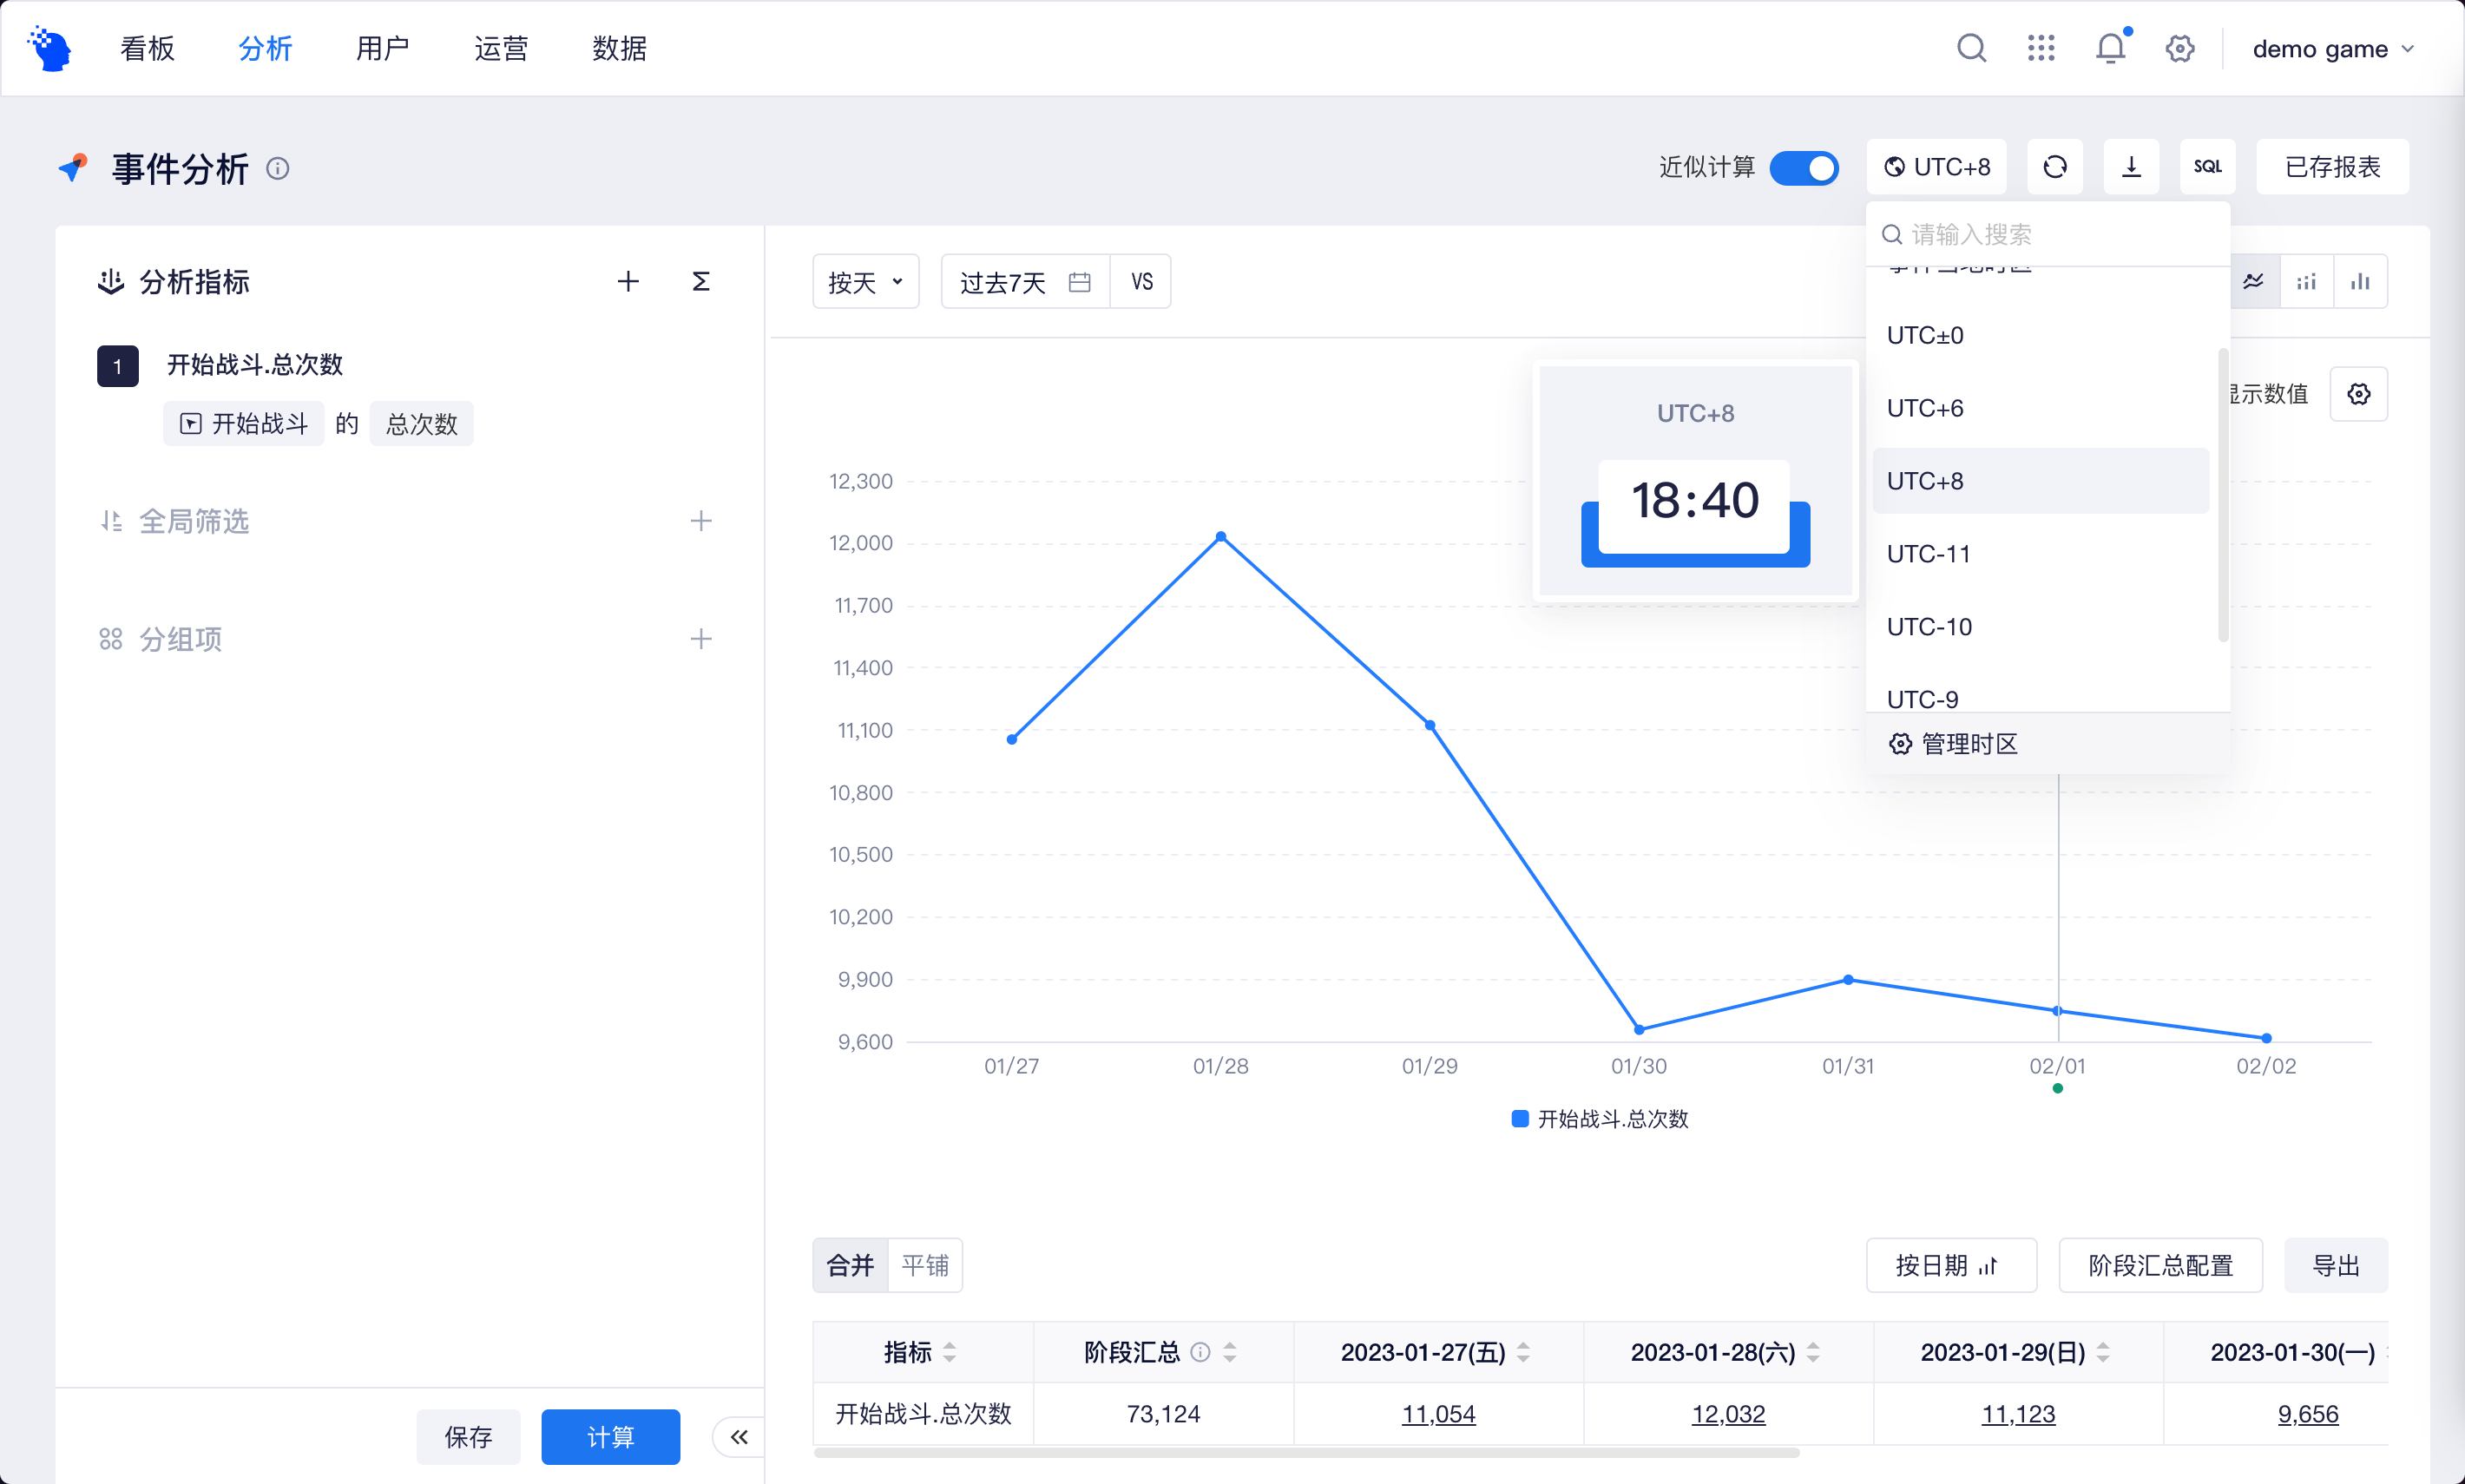 看板 分析 用户 运营 数据 demo game
事件分析 近似计算 UTC+8 SQL 已存报表
请输入搜索
事件当地时区
UTC±0
UTC+6
UTC+8
UTC-11
UTC-10
UTC-9
管理时区
分析指标 Σ
1 开始战斗.总次数
开始战斗 的 总次数
全局筛选
分组项
保存 计算
按天 过去7天 VS
显示数值
UTC+8
18:40
12,300
12,000
11,700
11,400
11,100
10,800
10,500
10,200
9,900
9,600
01/27 01/28 01/29 01/30 01/31 02/01 02/02
开始战斗.总次数
合并 平铺 按日期 阶段汇总配置 导出
指标 阶段汇总 2023-01-27(五) 2023-01-28(六) 2023-01-29(日) 2023-01-30(一)
开始战斗.总次数 73,124 11,054 12,032 11,123 9,656